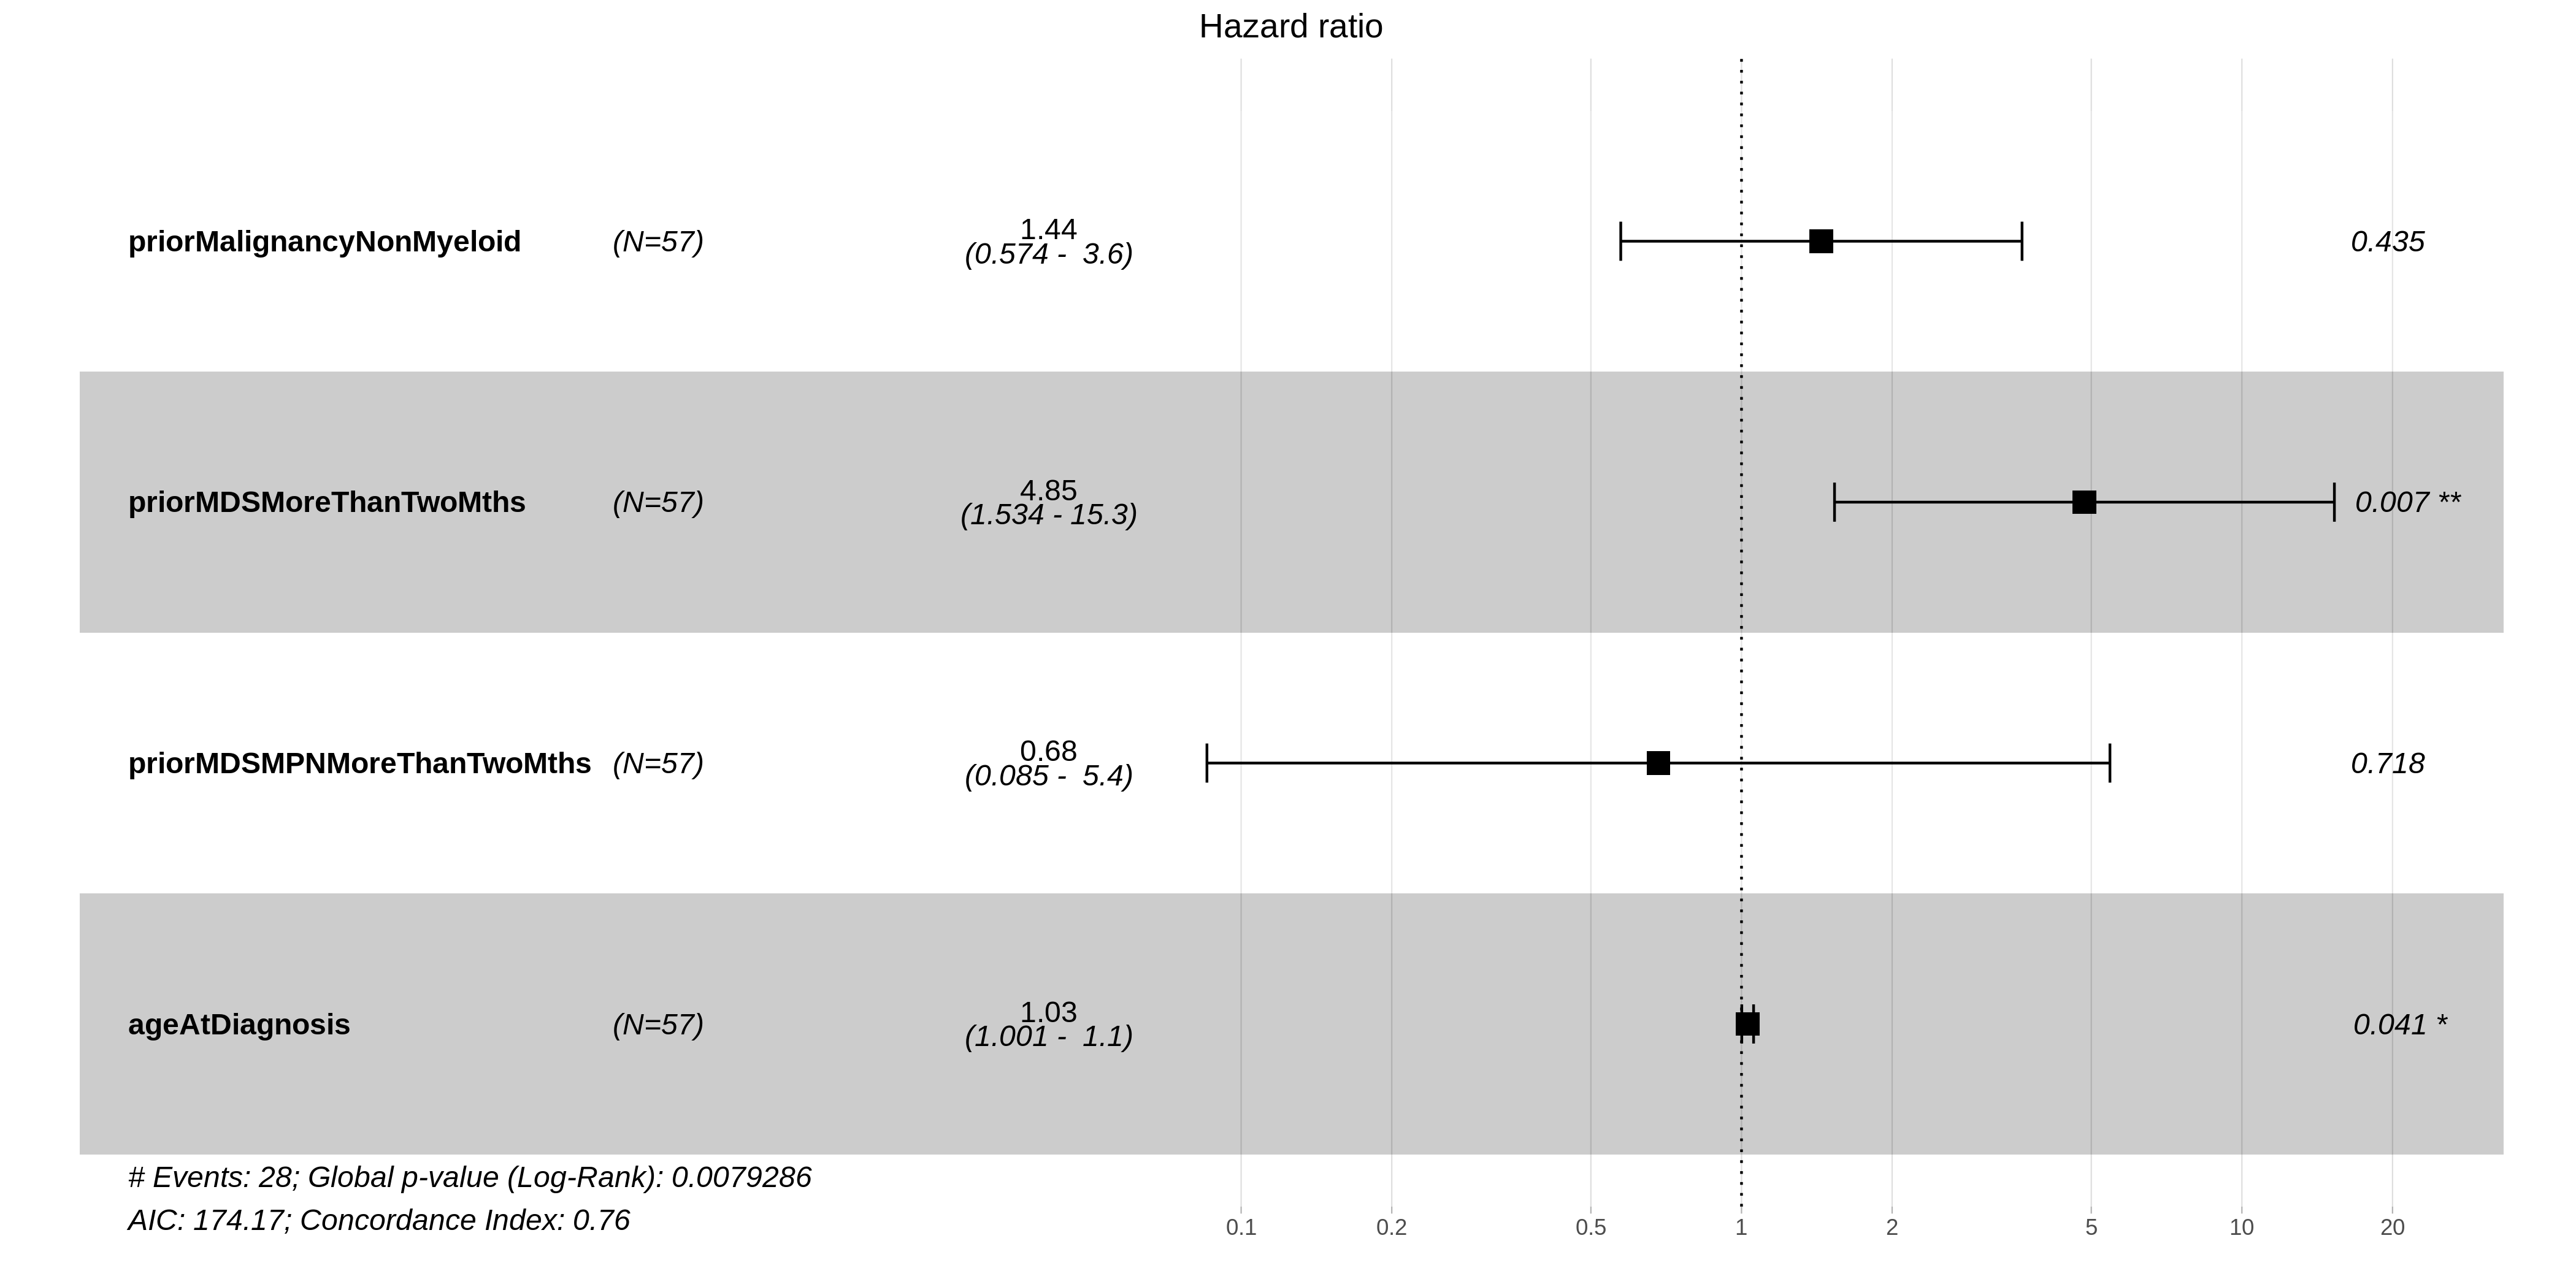 Hazard ratio
priorMalignancyNonMyeloid (N=57) 1.44 (0.574 - 3.6) 0.435
priorMDSMoreThanTwoMths (N=57) 4.85 (1.534 - 15.3) 0.007 **
priorMDSMPNMoreThanTwoMths (N=57) 0.68 (0.085 - 5.4) 0.718
ageAtDiagnosis (N=57) 1.03 (1.001 - 1.1) 0.041 *
# Events: 28; Global p-value (Log-Rank): 0.0079286
AIC: 174.17; Concordance Index: 0.76
0.1 0.2 0.5 1 2 5 10 20